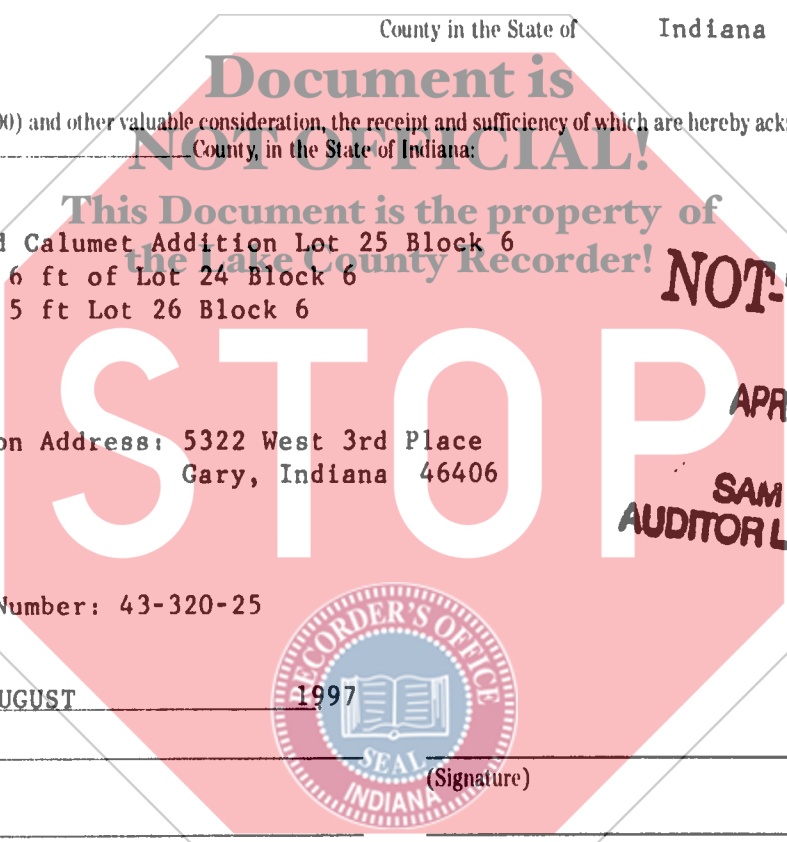 County in the State of Indiana
Document is
00) and other valuable consideration, the receipt and sufficiency of which are hereby
NOT OFFICIAL!
County, in the State of Indiana:
This Document is the property of
Calumet Addition Lot 25 Block 6
the Lake County Recorder!
6 ft of Lot 24 Block 6
NOT-
5 ft Lot 26 Block 6
STOP
APR
on Address: 5322 West 3rd Place
Gary, Indiana 46406
SAM
AUDITOR L
Number: 43-320-25
RECORDER'S OFFICE
UGUST 1997
SEAL
(Signature)
INDIANA